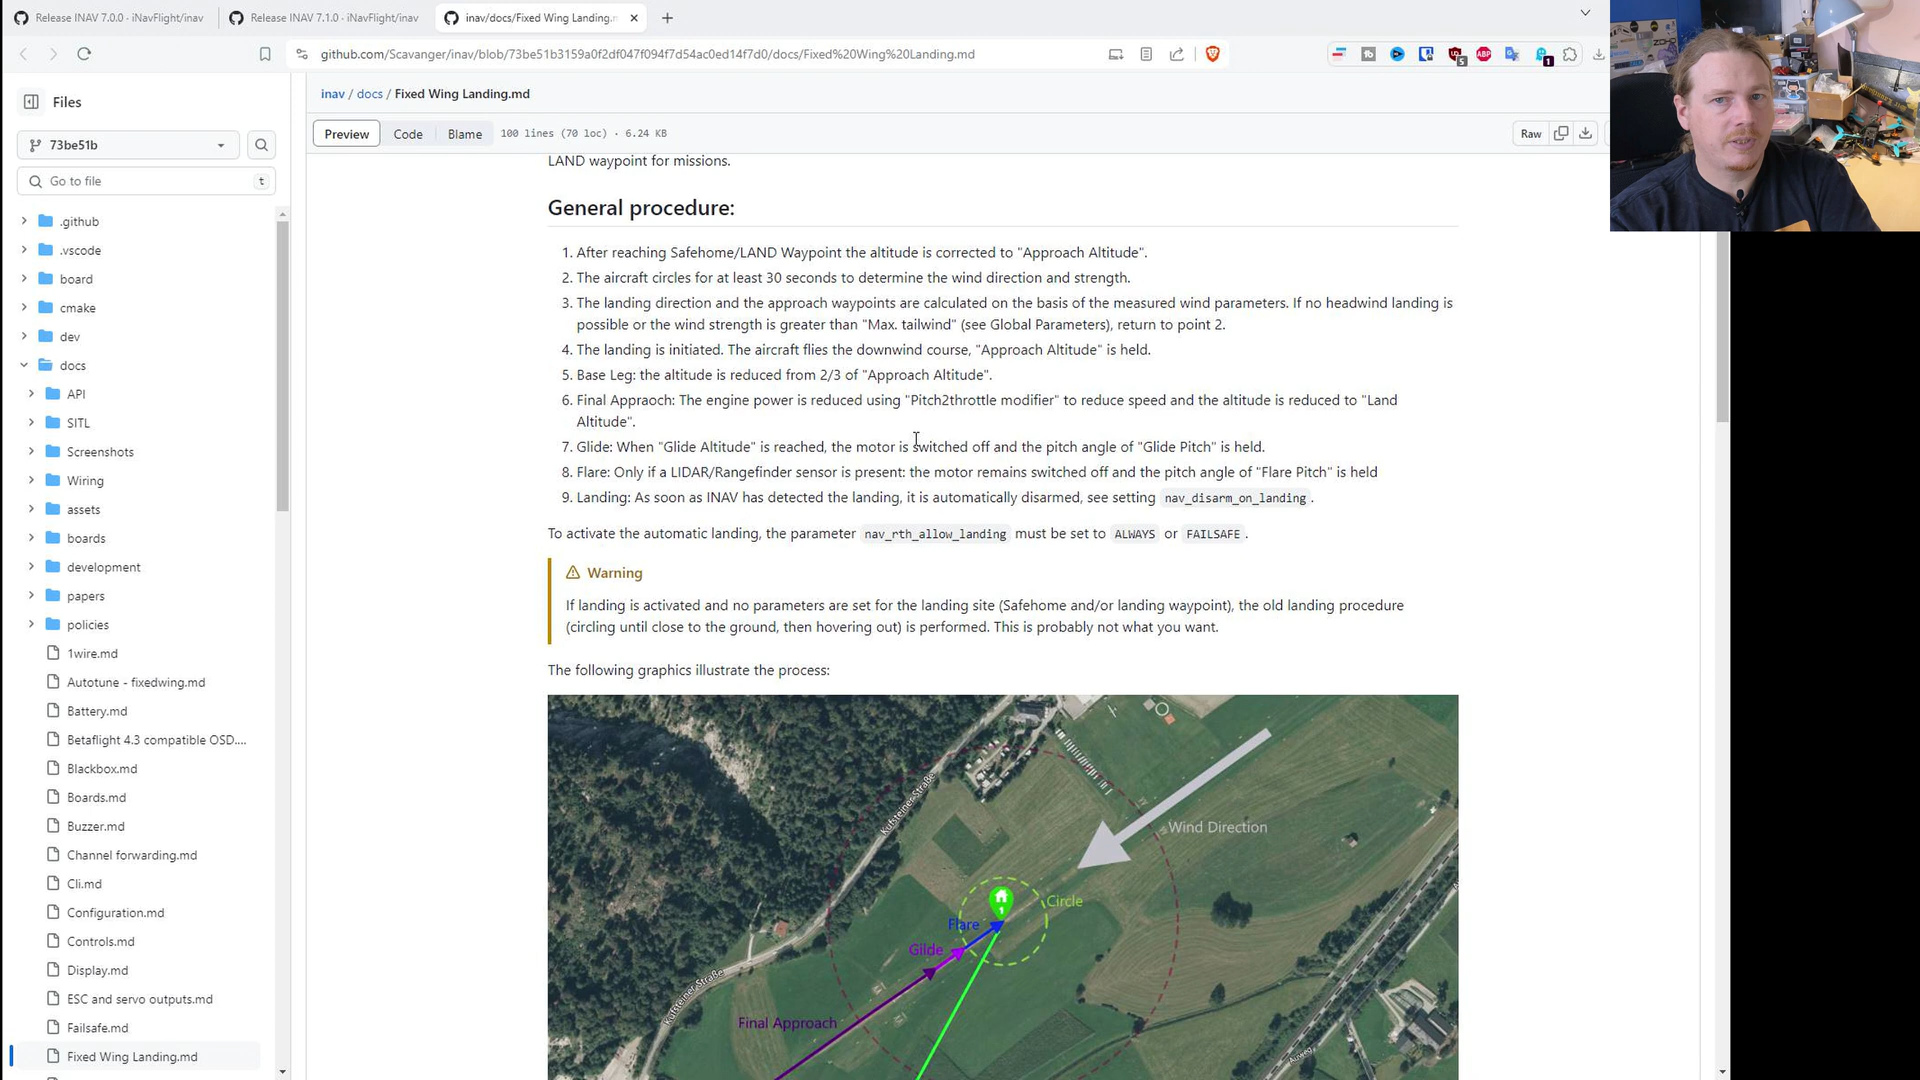 Release INAV 7.0.0 · iNavFlight/inav
Release INAV 7.1.0 · iNavFlight/inav
inav/docs/Fixed Wing Landing.m
github.com/Scavanger/inav/blob/73be51b3159a0f2df047f094f7d54ac0ed14f7d0/docs/Fixed%20Wing%20Landing.md
5
ABP
1
Files
inav / docs / Fixed Wing Landing.md
73be51b
Preview
Code
Blame
100 lines (70 loc) · 6.24 KB
Raw
Go to file
t
.github
.vscode
board
cmake
dev
docs
API
SITL
Screenshots
Wiring
assets
boards
development
papers
policies
1wire.md
Autotune - fixedwing.md
Battery.md
Betaflight 4.3 compatible OSD....
Blackbox.md
Boards.md
Buzzer.md
Channel forwarding.md
Cli.md
Configuration.md
Controls.md
Display.md
ESC and servo outputs.md
Failsafe.md
Fixed Wing Landing.md
LAND waypoint for missions.
General procedure:
1. After reaching Safehome/LAND Waypoint the altitude is corrected to "Approach Altitude".
2. The aircraft circles for at least 30 seconds to determine the wind direction and strength.
3. The landing direction and the approach waypoints are calculated on the basis of the measured wind parameters. If no headwind landing is
possible or the wind strength is greater than "Max. tailwind" (see Global Parameters), return to point 2.
4. The landing is initiated. The aircraft flies the downwind course, "Approach Altitude" is held.
5. Base Leg: the altitude is reduced from 2/3 of "Approach Altitude".
6. Final Appraoch: The engine power is reduced using "Pitch2throttle modifier" to reduce speed and the altitude is reduced to "Land
Altitude".
7. Glide: When "Glide Altitude" is reached, the motor is switched off and the pitch angle of "Glide Pitch" is held.
8. Flare: Only if a LIDAR/Rangefinder sensor is present: the motor remains switched off and the pitch angle of "Flare Pitch" is held
9. Landing: As soon as INAV has detected the landing, it is automatically disarmed, see setting nav_disarm_on_landing.
To activate the automatic landing, the parameter nav_rth_allow_landing must be set to ALWAYS or FAILSAFE.
Warning
If landing is activated and no parameters are set for the landing site (Safehome and/or landing waypoint), the old landing procedure
(circling until close to the ground, then hovering out) is performed. This is probably not what you want.
The following graphics illustrate the process:
Kufsteiner Straße
Wind Direction
1
Circle
Flare
Gilde
Kufsteiner Straße
Final Approach
Auweg